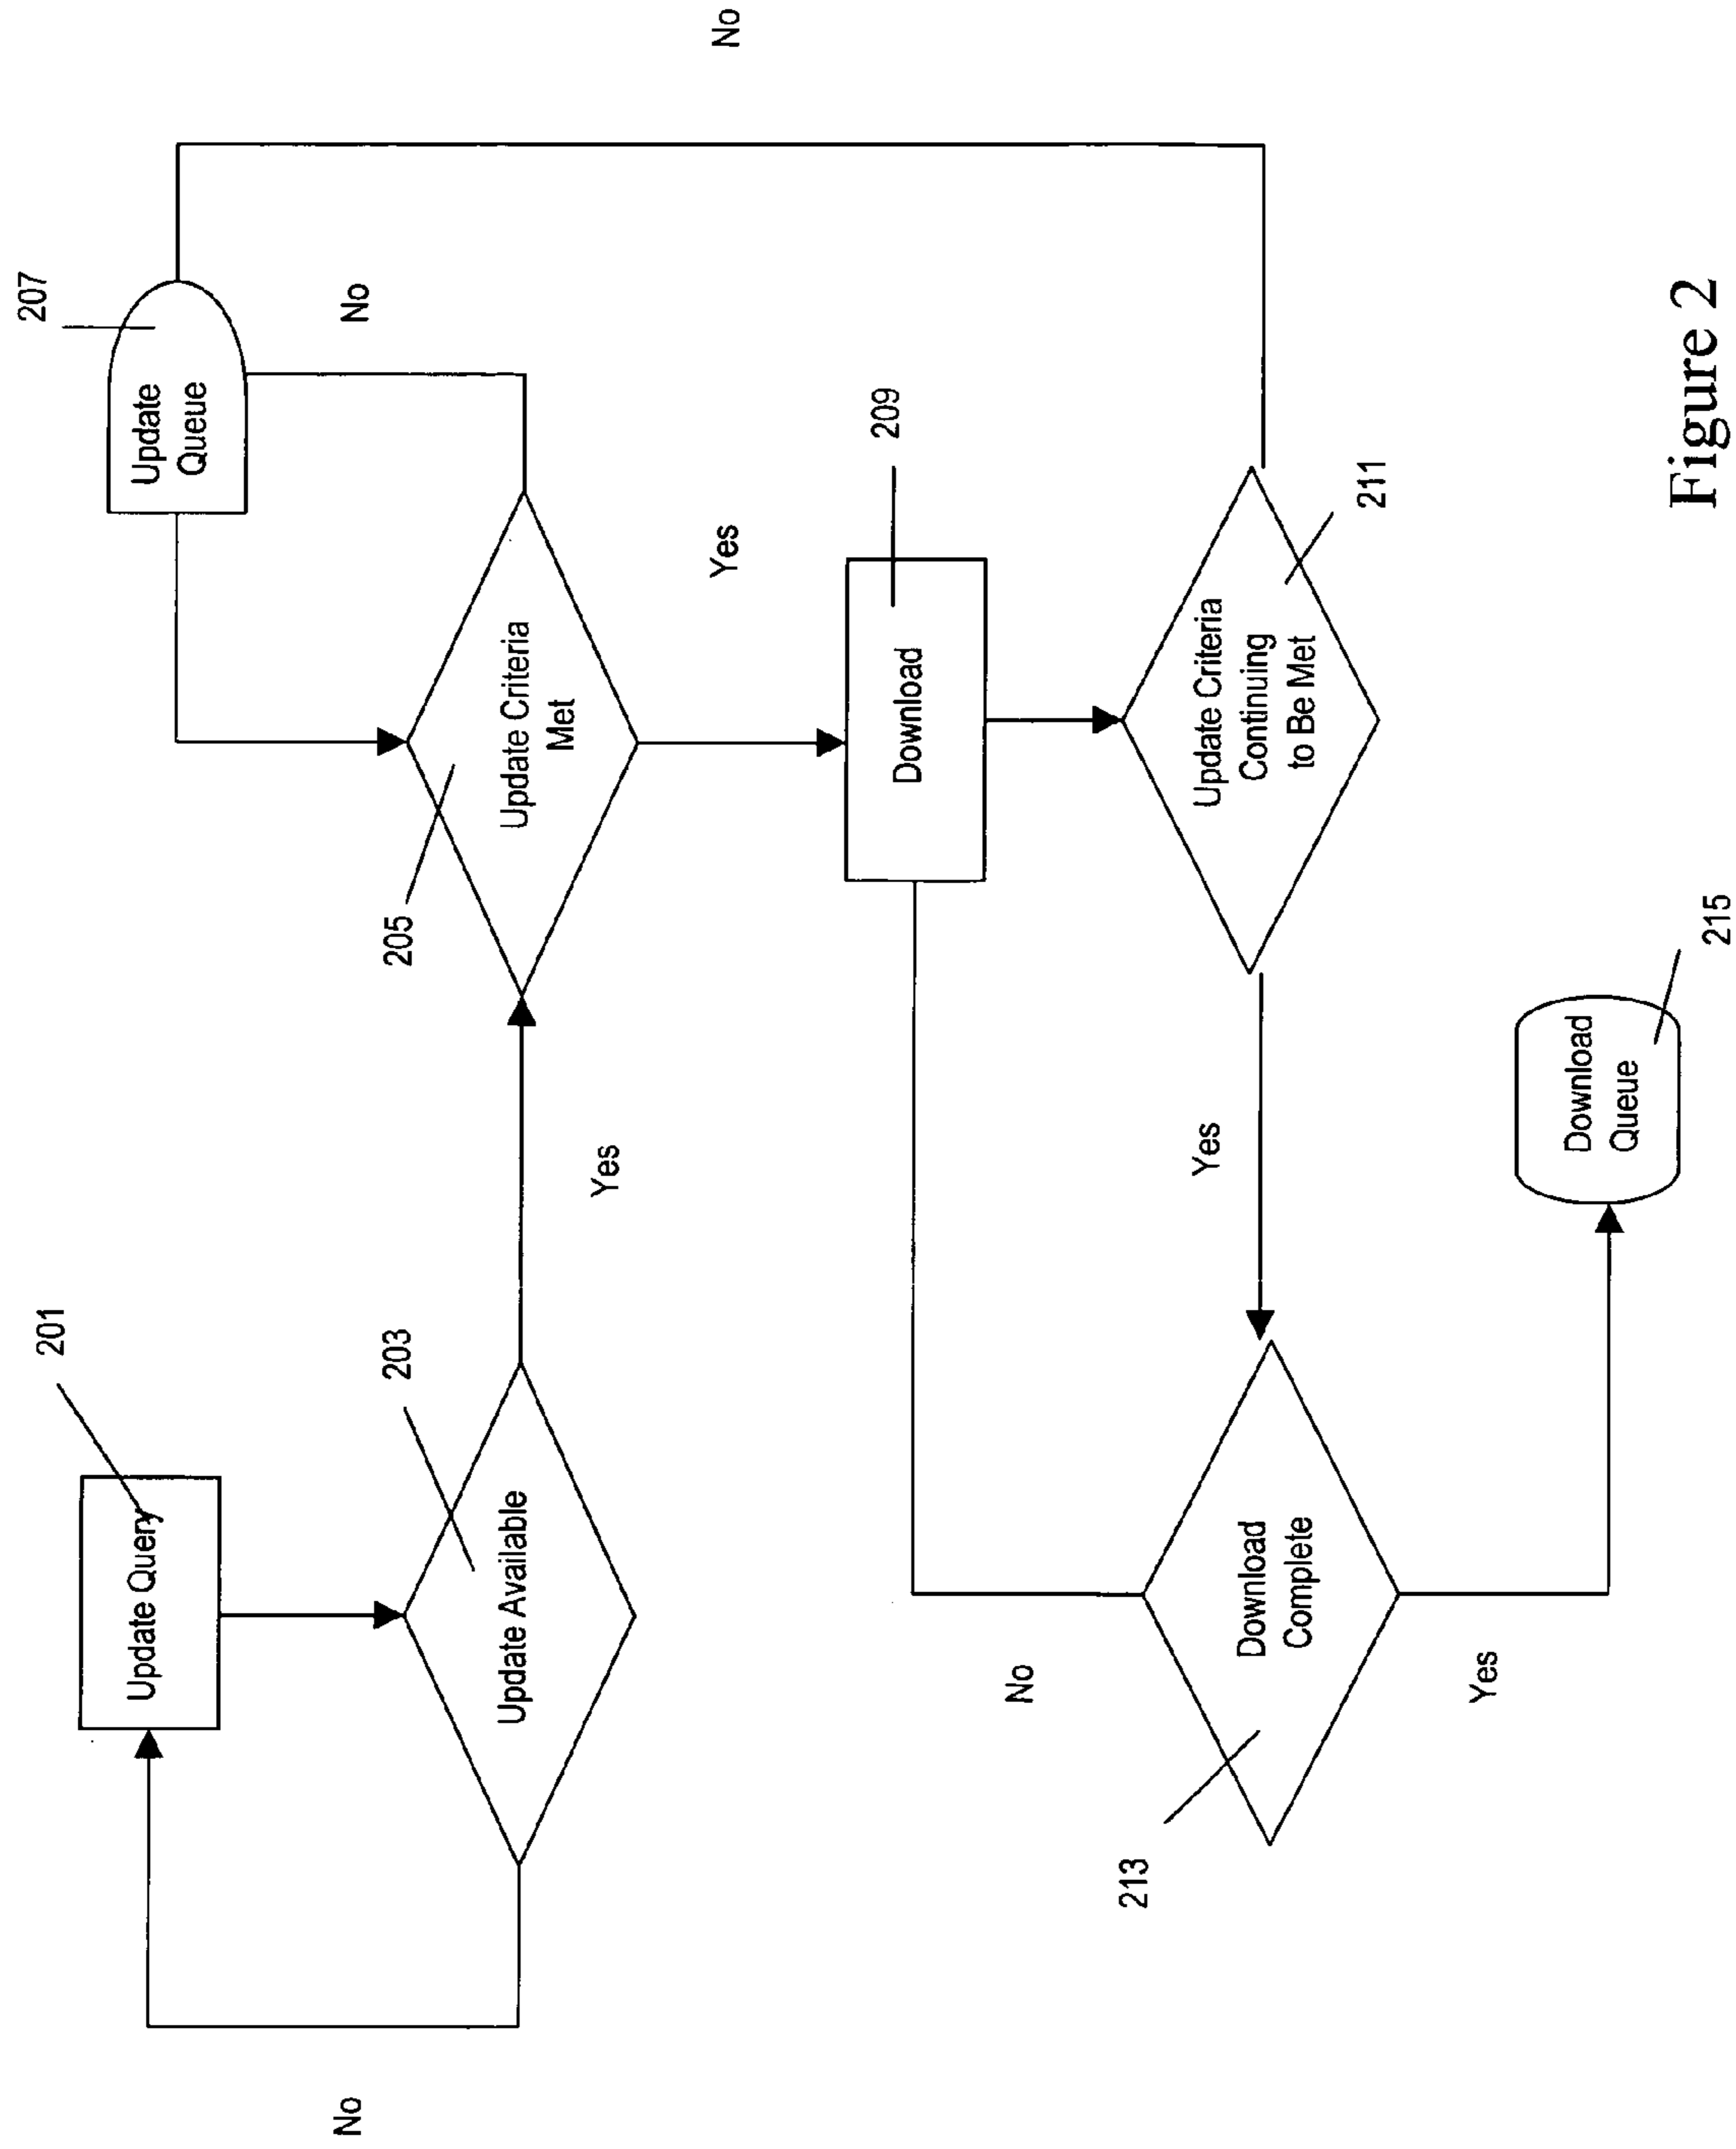 201
Update Query
No
203
Update Available
Yes
207
Update
Queue
No
205
Update Criteria
Met
Yes
No
209
Download
211
Update Criteria
Continuing
to Be Met
Yes
213
Download
Complete
No
Yes
Download
Queue
215
Figure 2